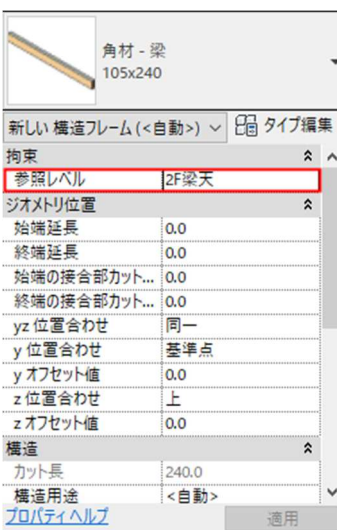 角材 - 梁
105x240
新しい 構造フレーム (<自動>) タイプ編集
拘束
参照レベル 2F梁天
ジオメトリ位置
始端延長 0.0
終端延長 0.0
始端の接合部カット... 0.0
終端の接合部カット... 0.0
yz 位置合わせ 同一
y 位置合わせ 基準点
y オフセット値 0.0
z 位置合わせ 上
z オフセット値 0.0
構造
カット長 240.0
構造用途 <自動>
プロパティヘルプ 適用